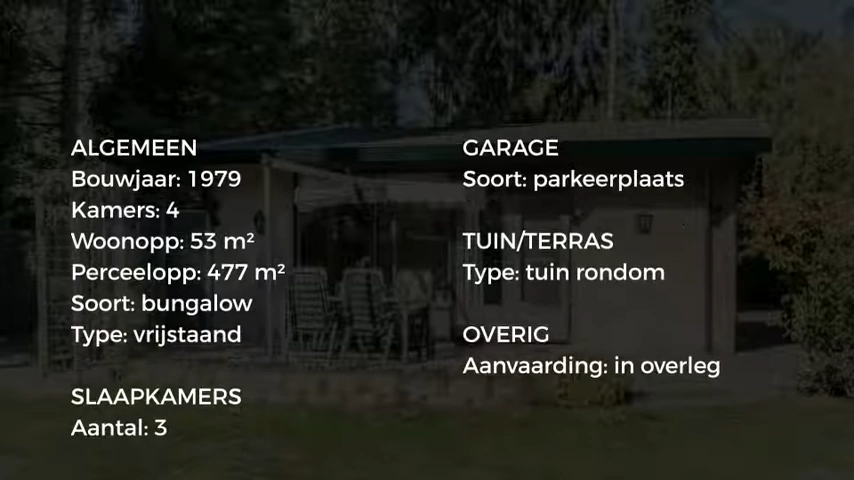 ALGEMEEN
Bouwjaar: 1979
Kamers: 4
Woonopp: 53 m²
Perceelopp: 477 m²
Soort: bungalow
Type: vrijstaand
SLAAPKAMERS
Aantal: 3
GARAGE
Soort: parkeerplaats
TUIN/TERRAS
Type: tuin rondom
OVERIG
Aanvaarding: in overleg